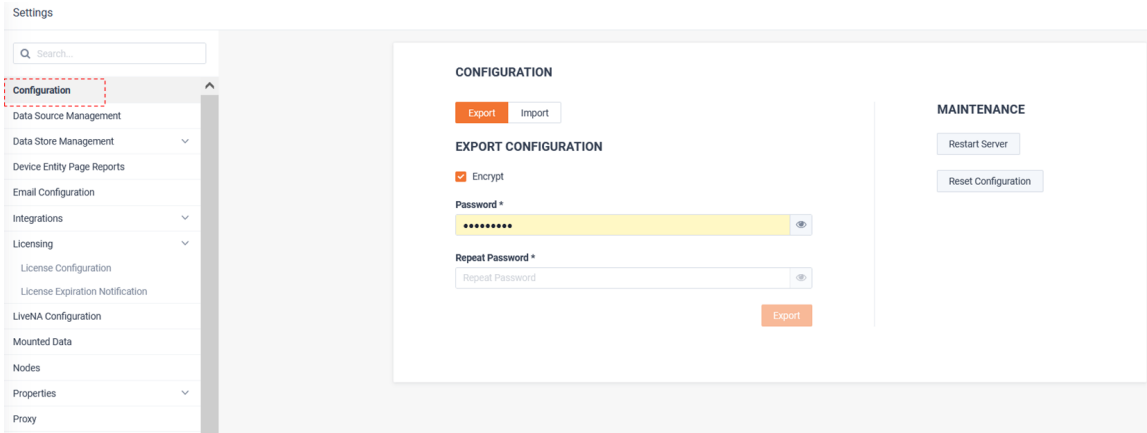 Settings
Search...
Configuration
Data Source Management
Data Store Management
Device Entity Page Reports
Email Configuration
Integrations
Licensing
License Configuration
License Expiration Notification
LiveNA Configuration
Mounted Data
Nodes
Properties
Proxy
CONFIGURATION
Export Import
EXPORT CONFIGURATION
Encrypt
Password *
•••••••••
Repeat Password *
Repeat Password
Export
MAINTENANCE
Restart Server
Reset Configuration